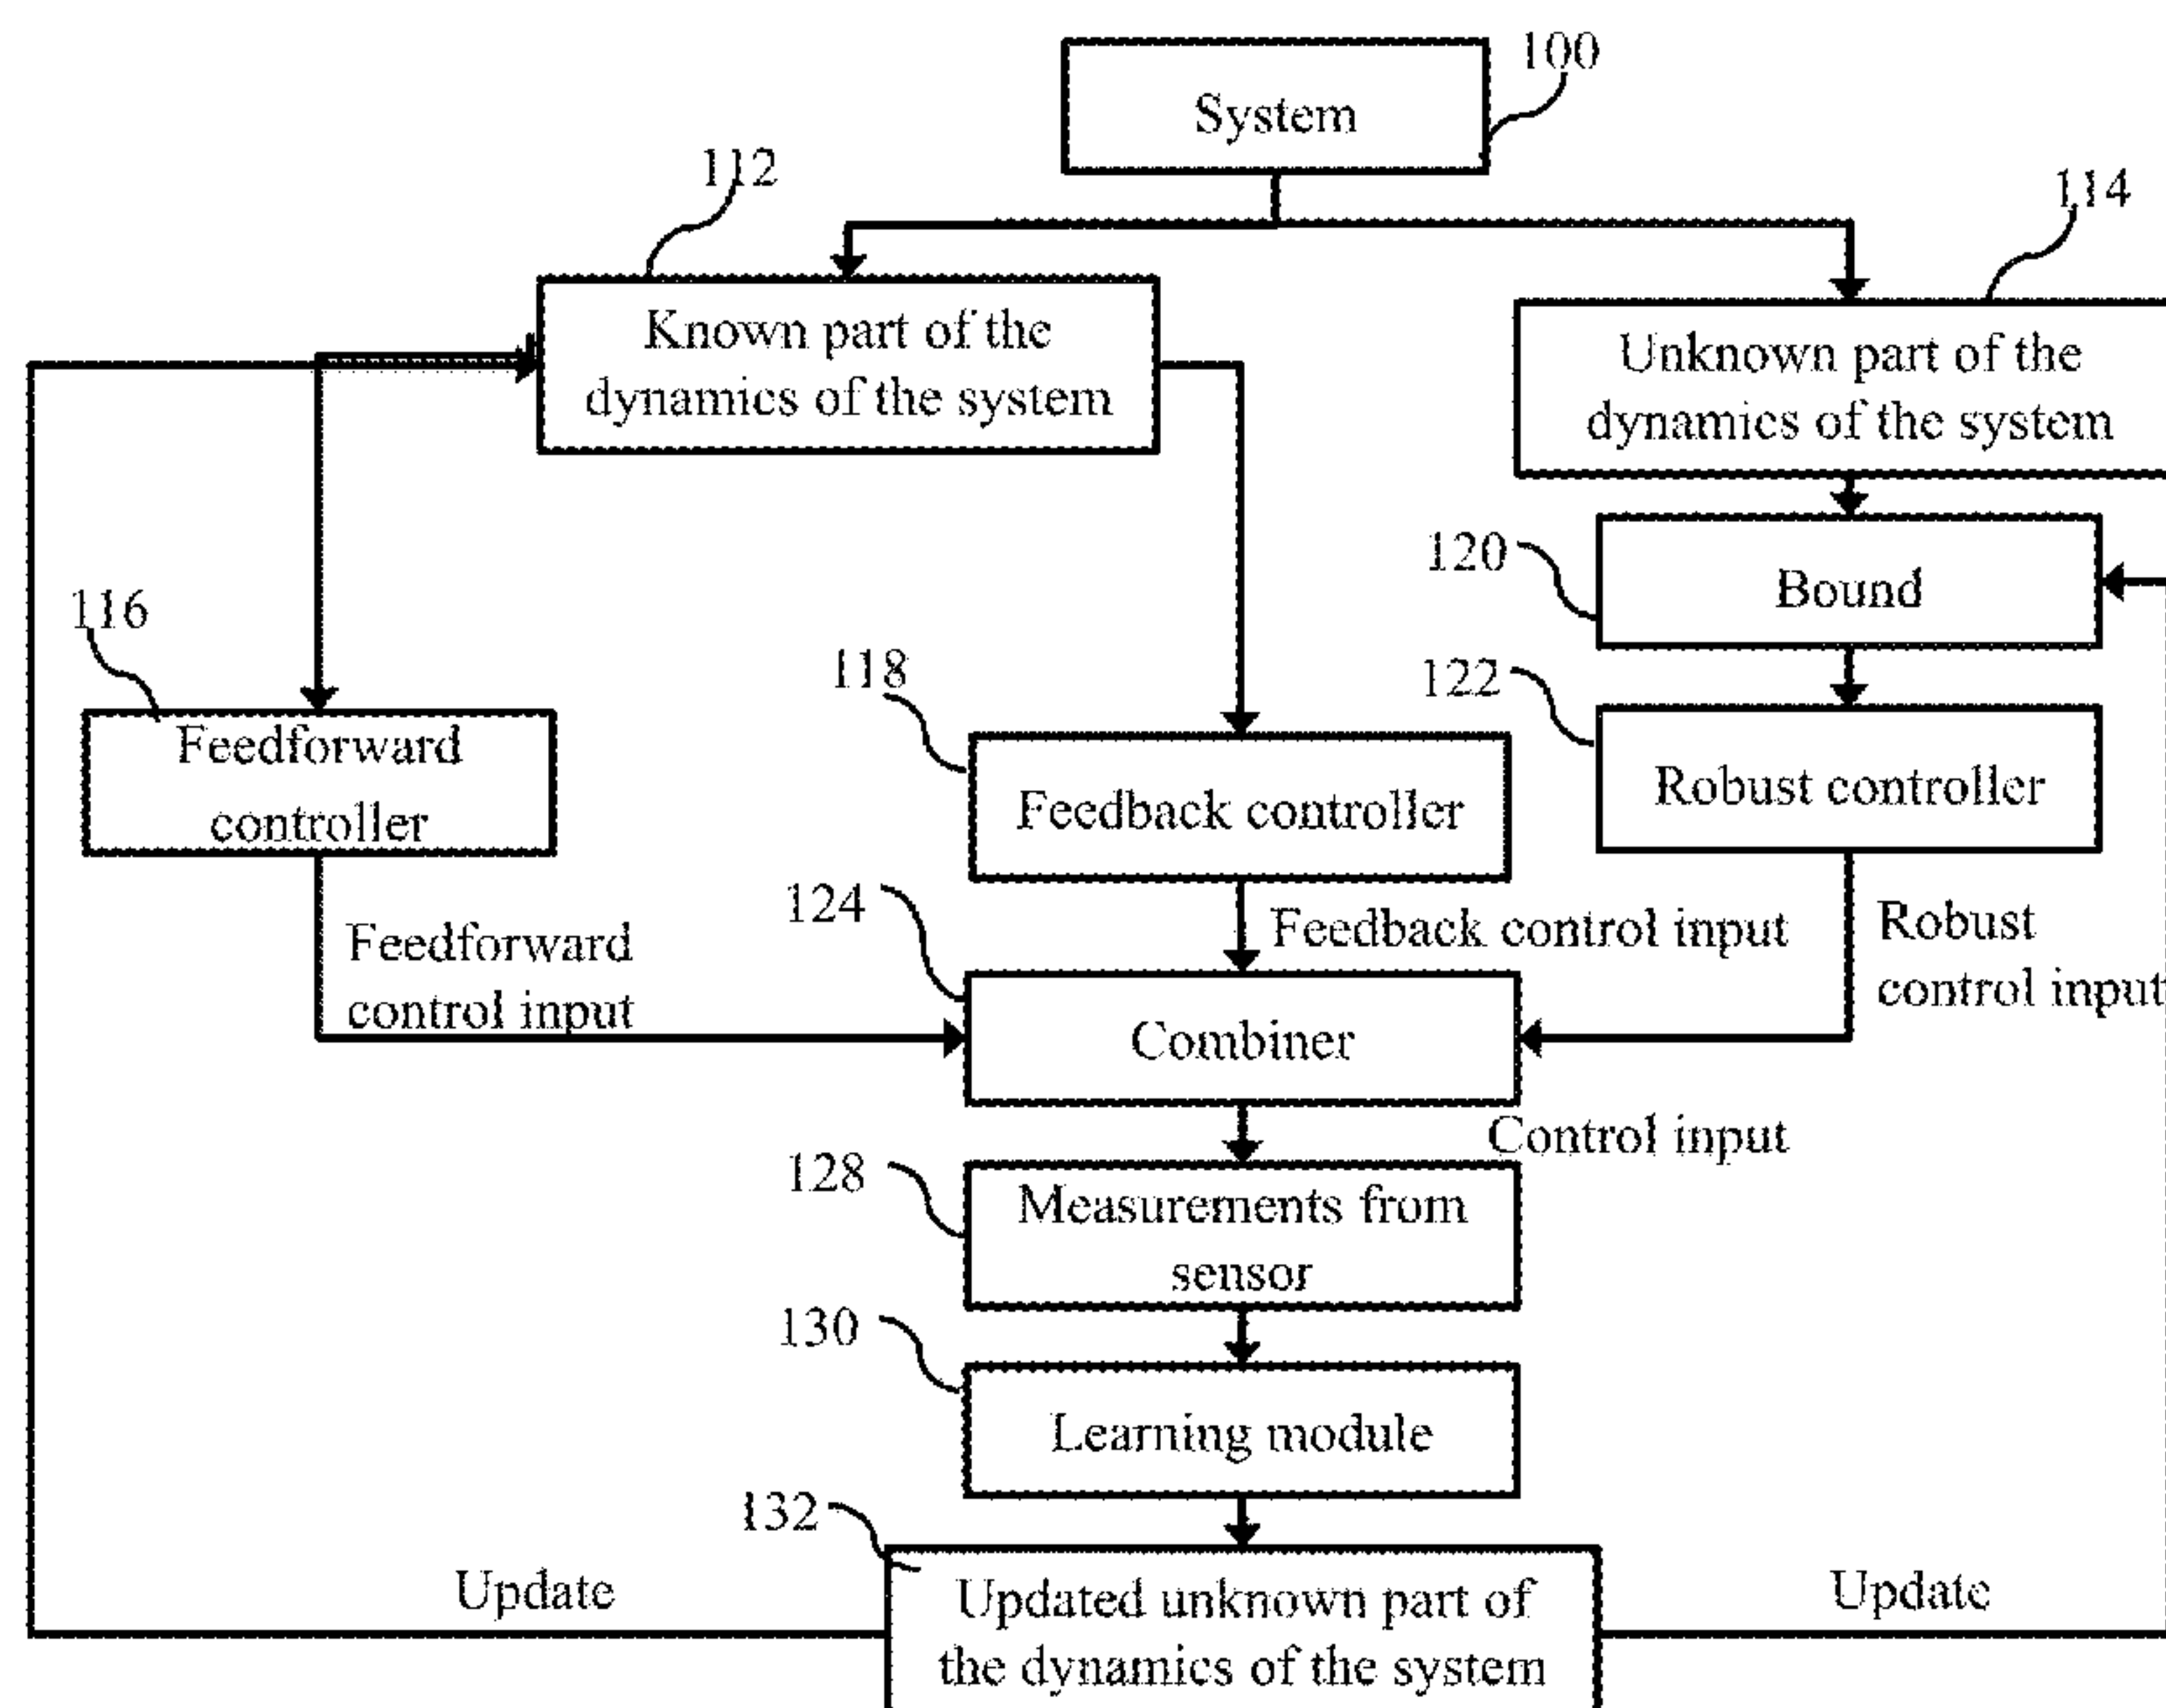 100
System
112
114
Known part of the
dynamics of the system
Unknown part of the
dynamics of the system
120
Bound
116
118
122
Feedforward
controller
Feedback controller
Robust controller
124
Feedforward
control input
Feedback control input
Robust
control input
Combiner
Control input
128
Measurements from
sensor
130
Learning module
132
Update
Updated unknown part of
the dynamics of the system
Update